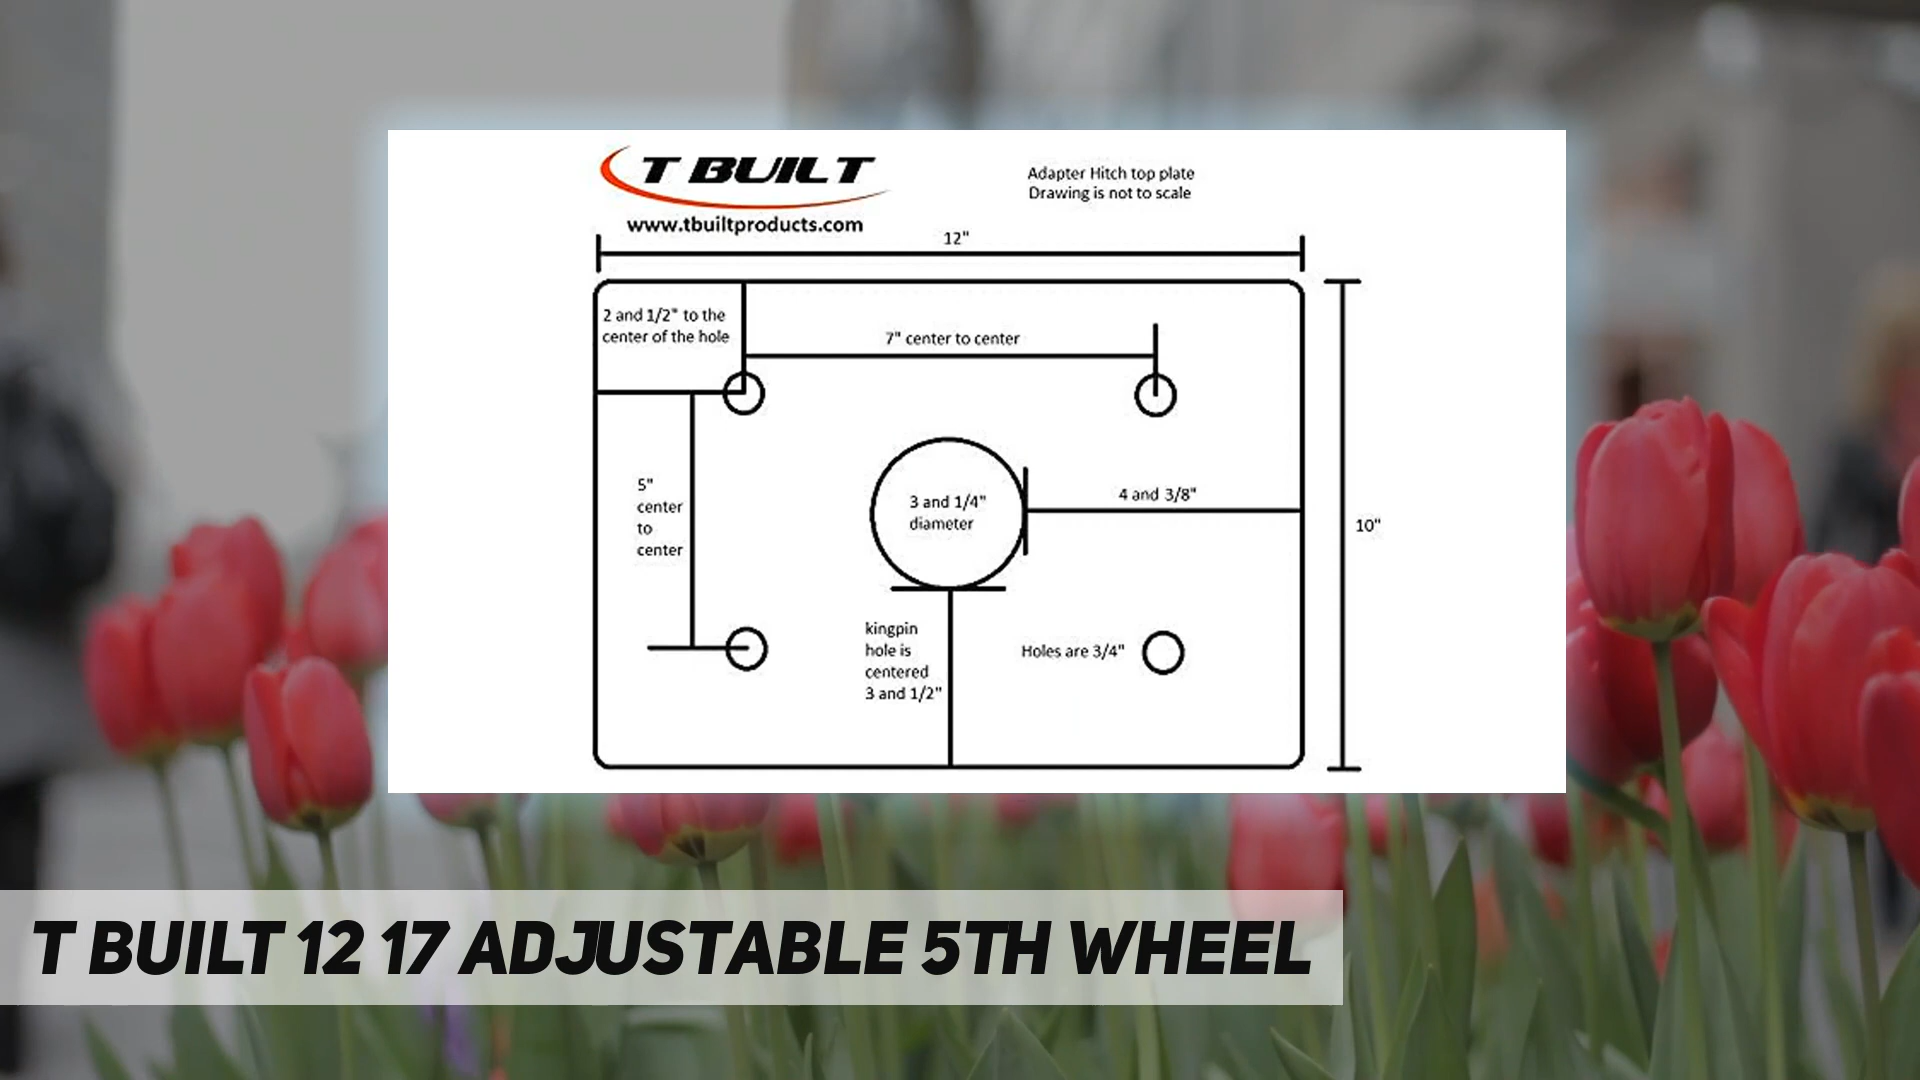 T BUILT
www.tbuiltproducts.com
Adapter Hitch top plate
Drawing is not to scale
12"
2 and 1/2" to the
center of the hole
7" center to center
5"
center
to
center
3 and 1/4"
diameter
4 and 3/8"
10"
kingpin
hole is
centered
3 and 1/2"
Holes are 3/4"
T BUILT 12 17 ADJUSTABLE 5TH WHEEL